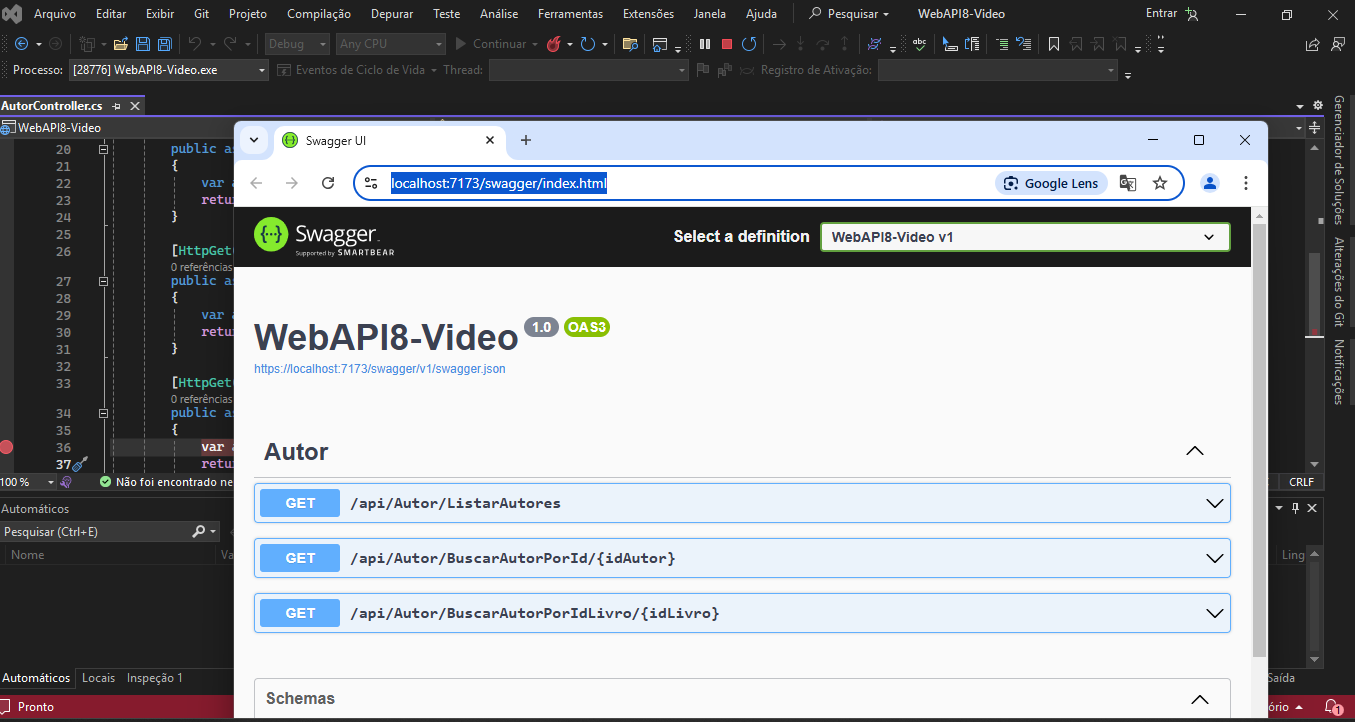 Arquivo Editar Exibir Git Projeto Compilação Depurar Teste Análise Ferramentas Extensões Janela Ajuda Pesquisar WebAPI8-Video Entrar
Debug Any CPU Continuar
Processo: [28776] WebAPI8-Video.exe Eventos de Ciclo de Vida Thread: Registro de Ativação:
AutorController.cs
WebAPI8-Video
20 public as
21 {
22 var a
23 retu
24 }
25
26 [HttpGet
0 referências
27 public as
28 {
29 var a
30 retu
31 }
32
33 [HttpGet
0 referências
34 public as
35 {
36 var a
37 retu
100 % Não foi encontrado ne
CRLF
Automáticos
Pesquisar (Ctrl+E)
Nome Va
Ling
Automáticos Locais Inspeção 1
Saída
Pronto
ório
1
Gerenciador de Soluções
Alterações do Git
Notificações
Swagger UI
localhost:7173/swagger/index.html
Google Lens
Swagger
Supported by SMARTBEAR
Select a definition
WebAPI8-Video v1
WebAPI8-Video 1.0 OAS3
https://localhost:7173/swagger/v1/swagger.json
Autor
GET /api/Autor/ListarAutores
GET /api/Autor/BuscarAutorPorId/{idAutor}
GET /api/Autor/BuscarAutorPorIdLivro/{idLivro}
Schemas